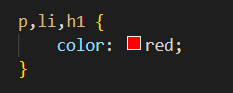 p,li,h1 {
    color: red;
}